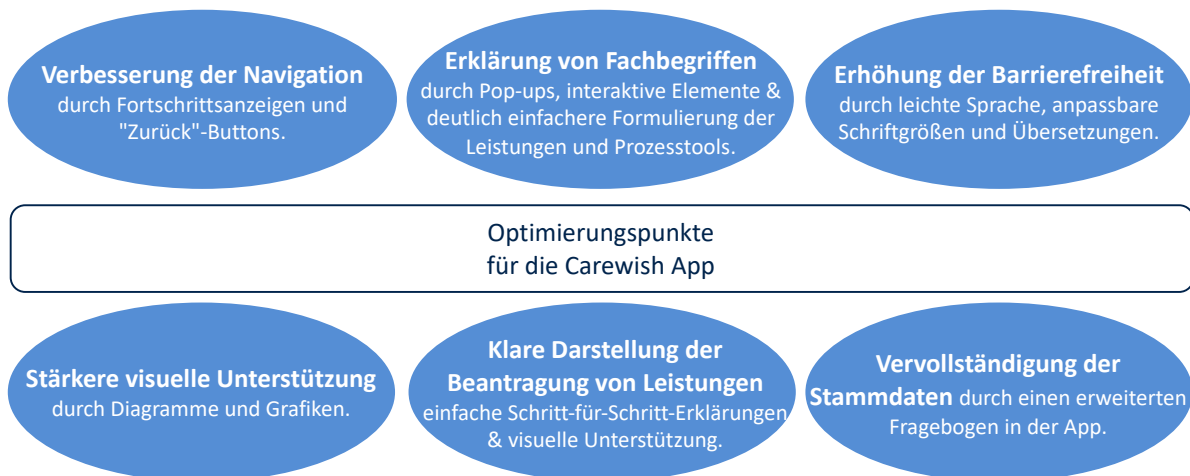 Verbesserung der Navigation
durch Fortschrittsanzeigen und
"Zurück"-Buttons.
Erklärung von Fachbegriffen
durch Pop-ups, interaktive Elemente &
deutlich einfachere Formulierung der
Leistungen und Prozesstools.
Erhöhung der Barrierefreiheit
durch leichte Sprache, anpassbare
Schriftgrößen und Übersetzungen.
Optimierungspunkte
für die Carewish App
Stärkere visuelle Unterstützung
durch Diagramme und Grafiken.
Klare Darstellung der
Beantragung von Leistungen
einfache Schritt-für-Schritt-Erklärungen
& visuelle Unterstützung.
Vervollständigung der
Stammdaten durch einen erweiterten
Fragebogen in der App.